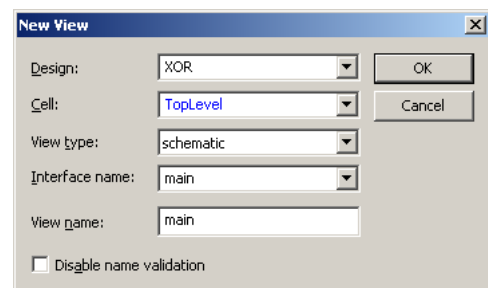 New View
Design: XOR OK
Cell: TopLevel Cancel
View type: schematic
Interface name: main
View name: main
Disable name validation